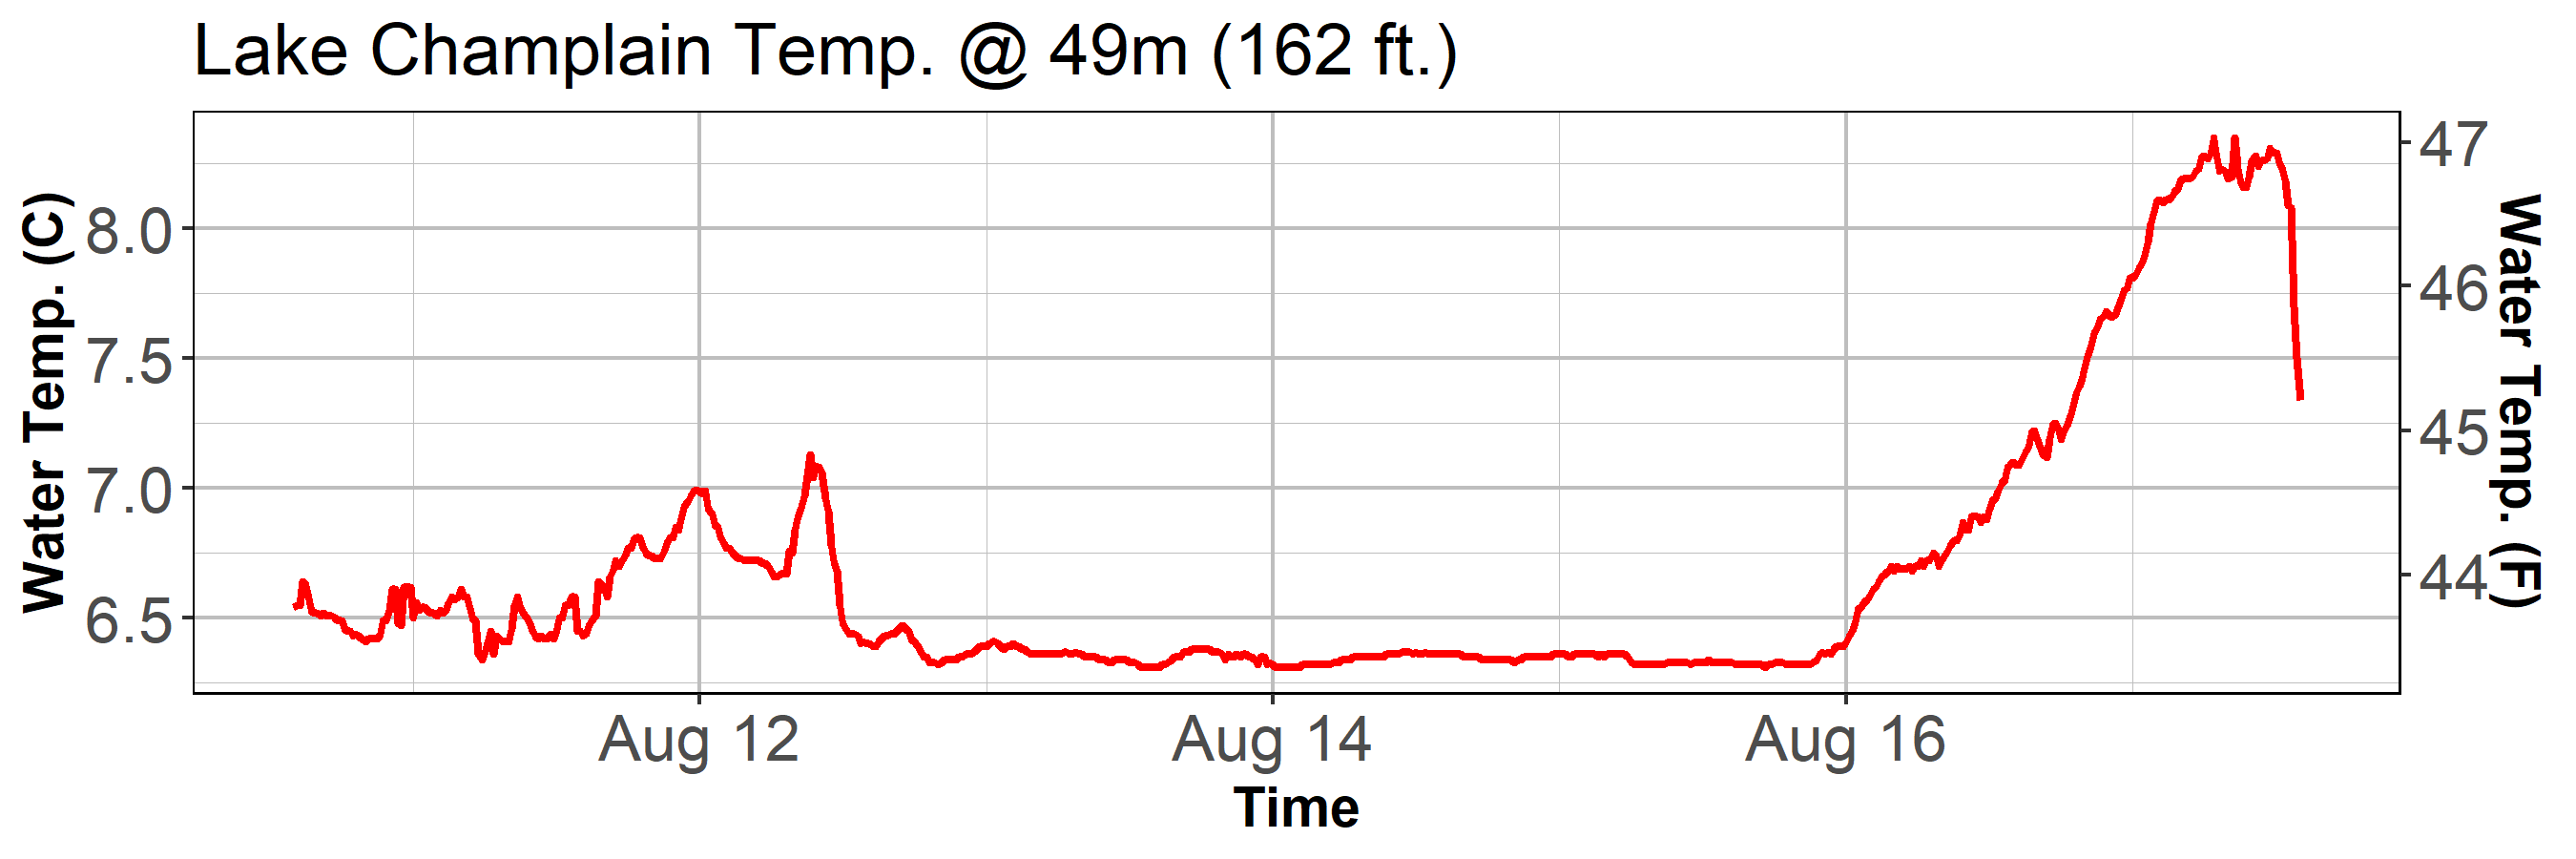 Lake Champlain Temp. @ 49m (162 ft.)
Water Temp. (C)
8.0
7.5
7.0
6.5
47
46
45
44
Water Temp. (F)
Aug 12 Aug 14 Aug 16
Time